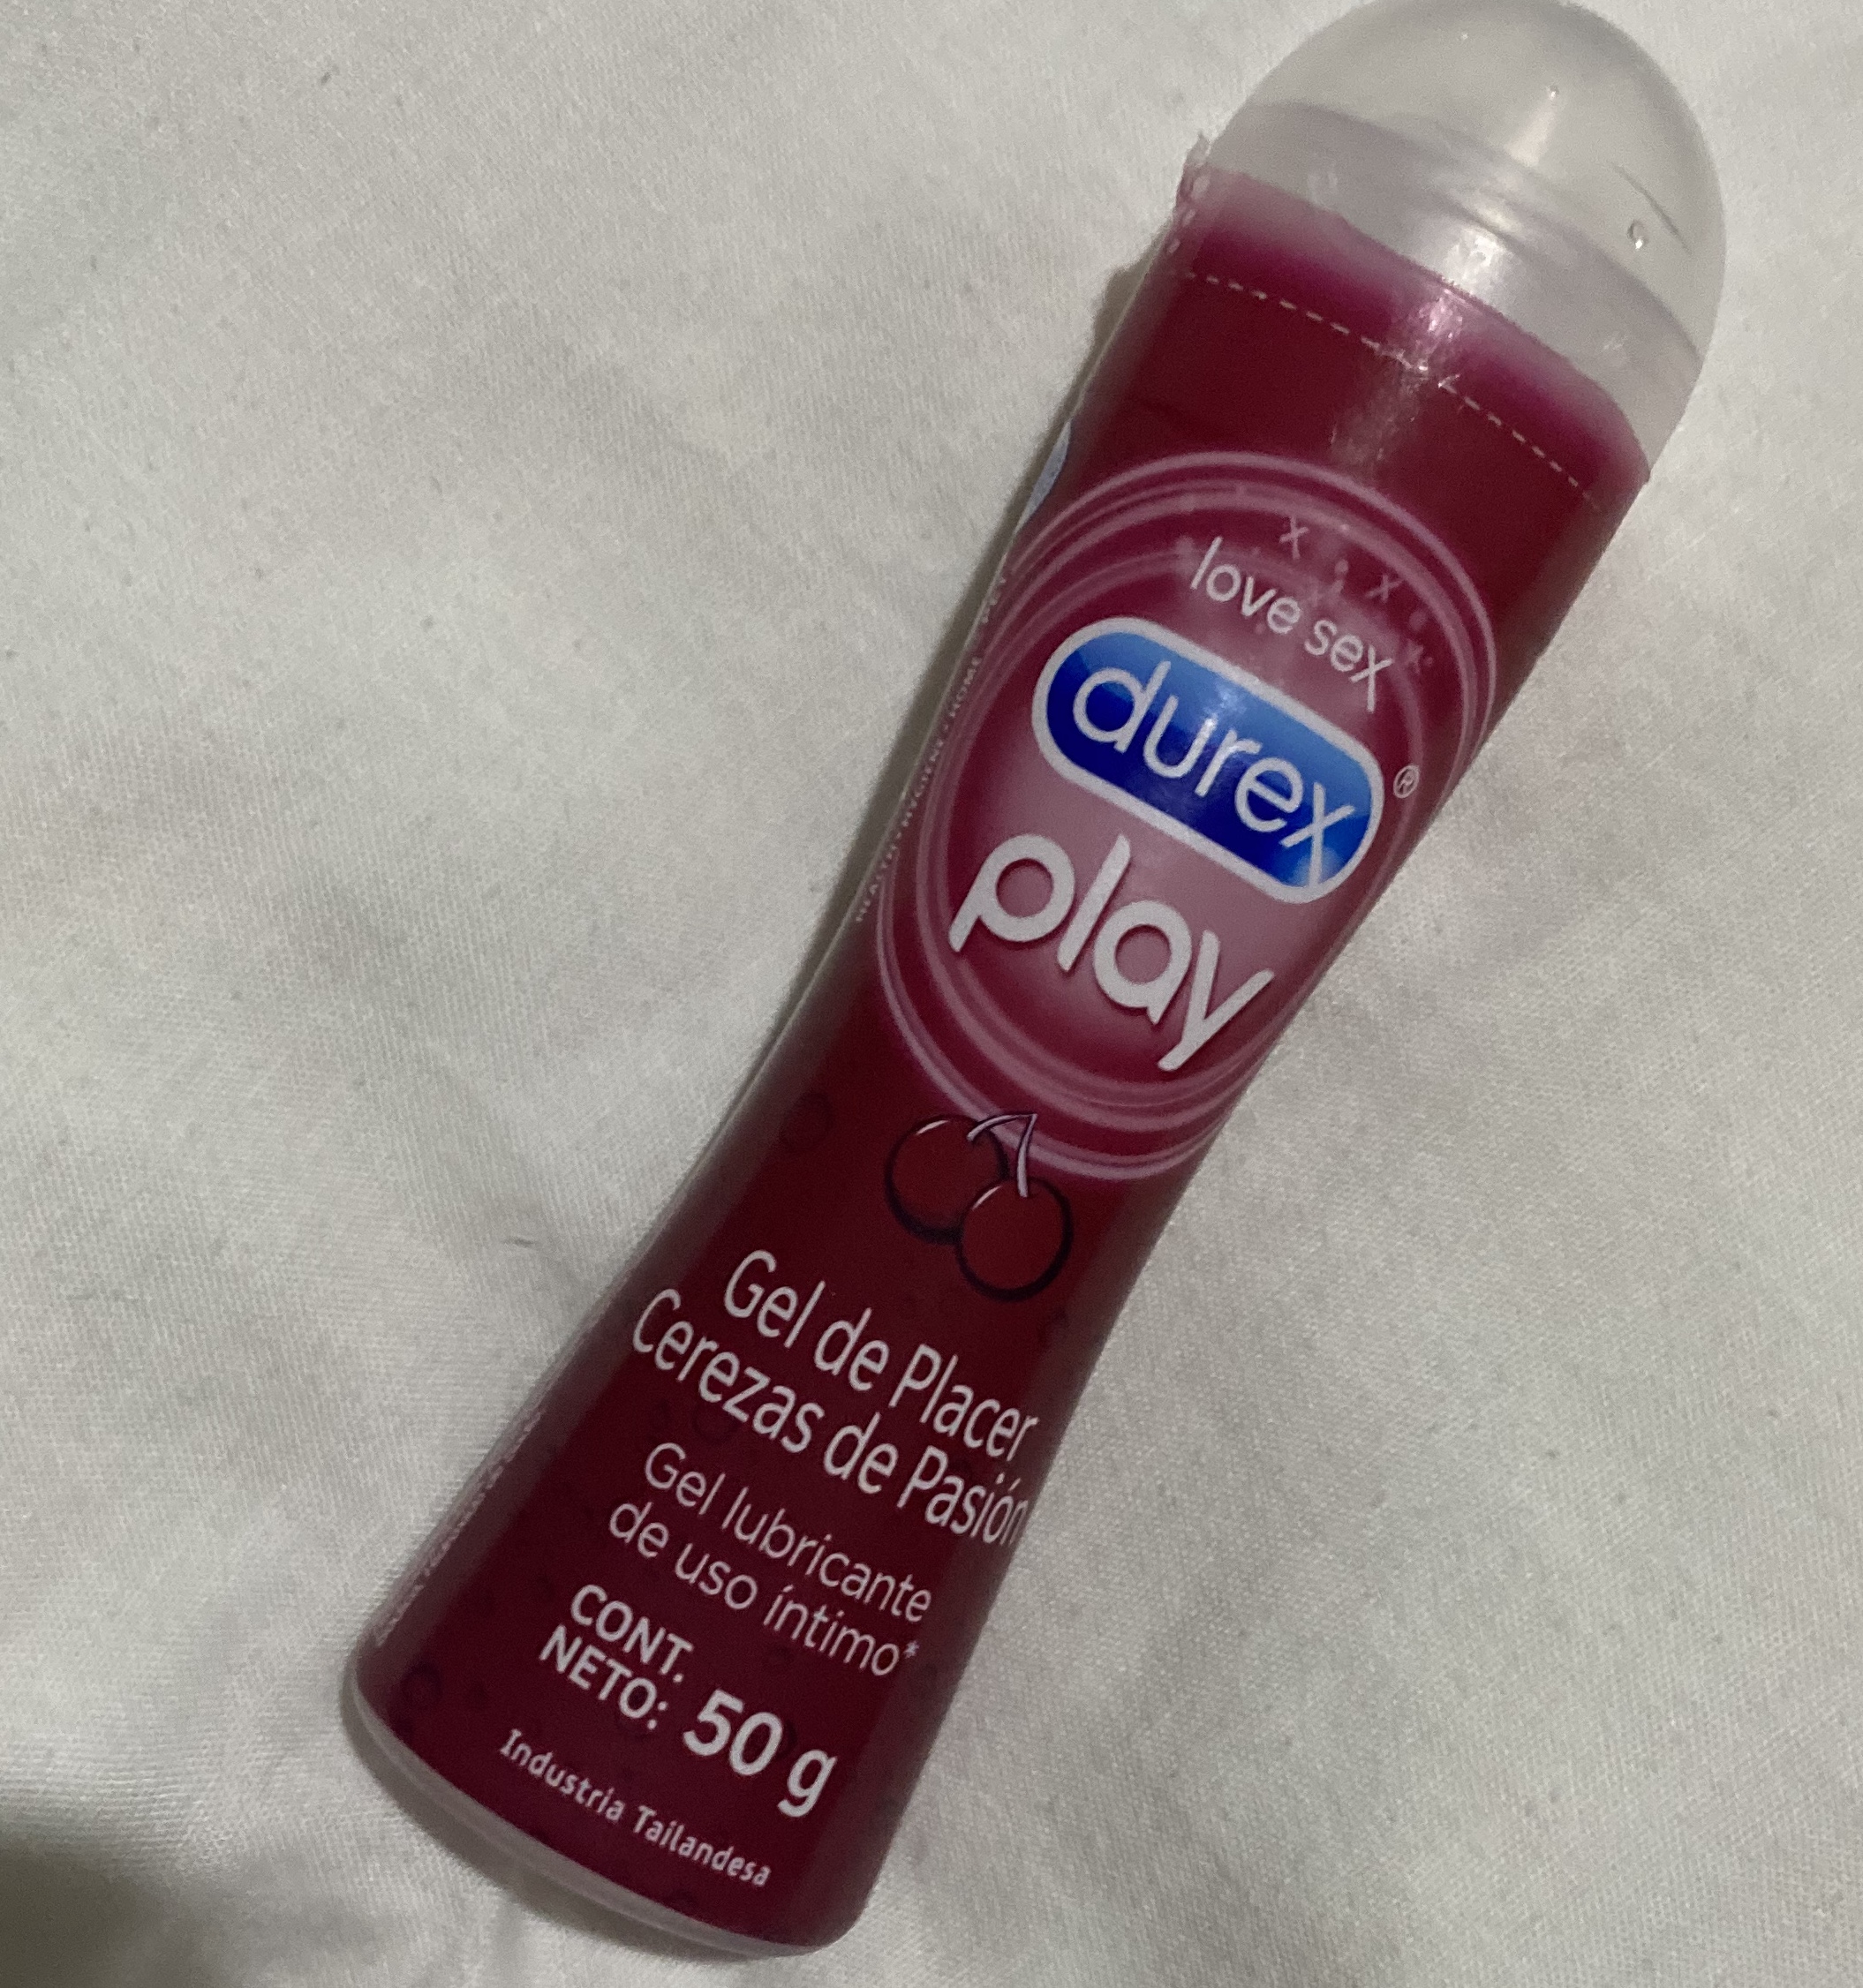 love sex
durex®
play
Gel de Placer
Cerezas de Pasión
Gel lubricante
de uso íntimo*
CONT.
NETO: 50 g
Industria Tailandesa